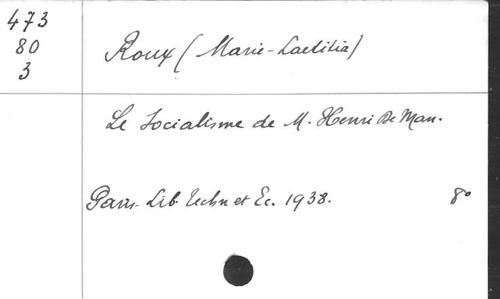 473
80
3
Roux (Marie-Laetitia)
Le Socialisme de M. Henri De Man.
Paris- Lib Techn et Ec. 1938. 8°